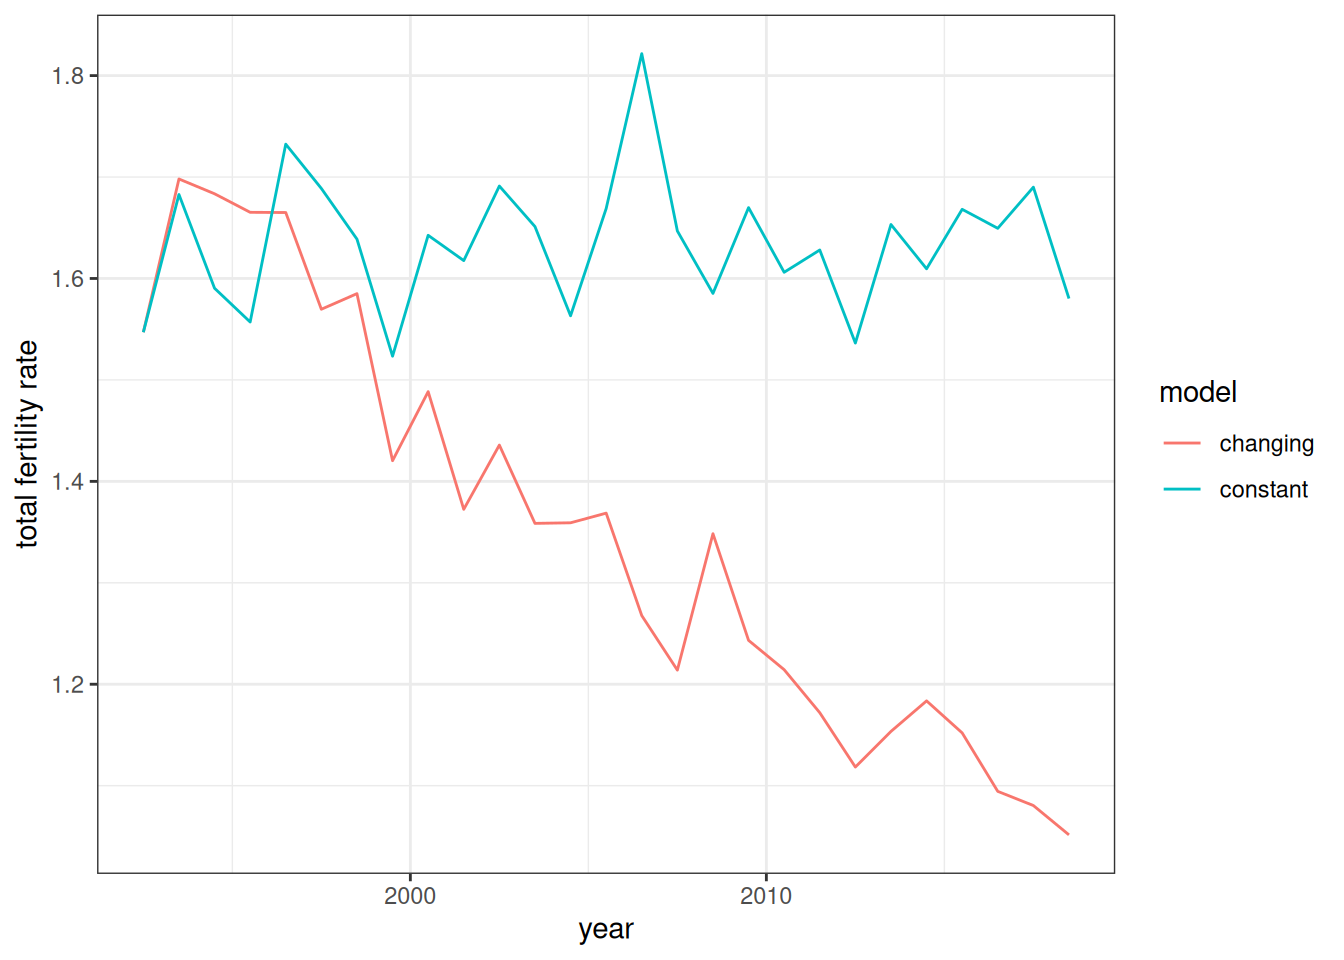 1.8
1.6
1.4
1.2
total fertility rate
2000
2010
year
model
changing
constant